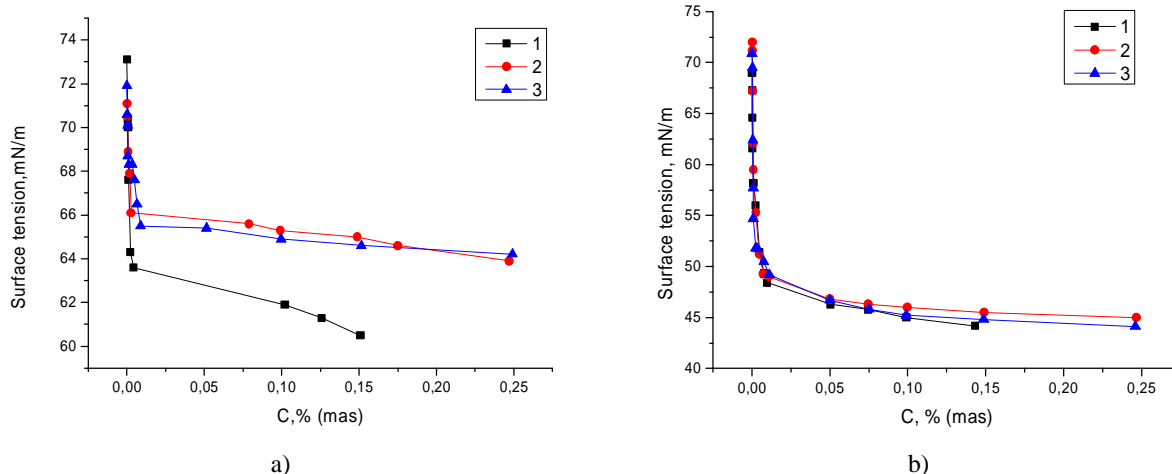 74
72
70
68
66
64
62
60
Surface tension,mN/m
1
2
3
0,00 0,05 0,10 0,15 0,20 0,25
C,% (mas)
a)
75
70
65
60
55
50
45
40
Surface tension, mN/m
1
2
3
0,00 0,05 0,10 0,15 0,20 0,25
C,% (mas)
b)